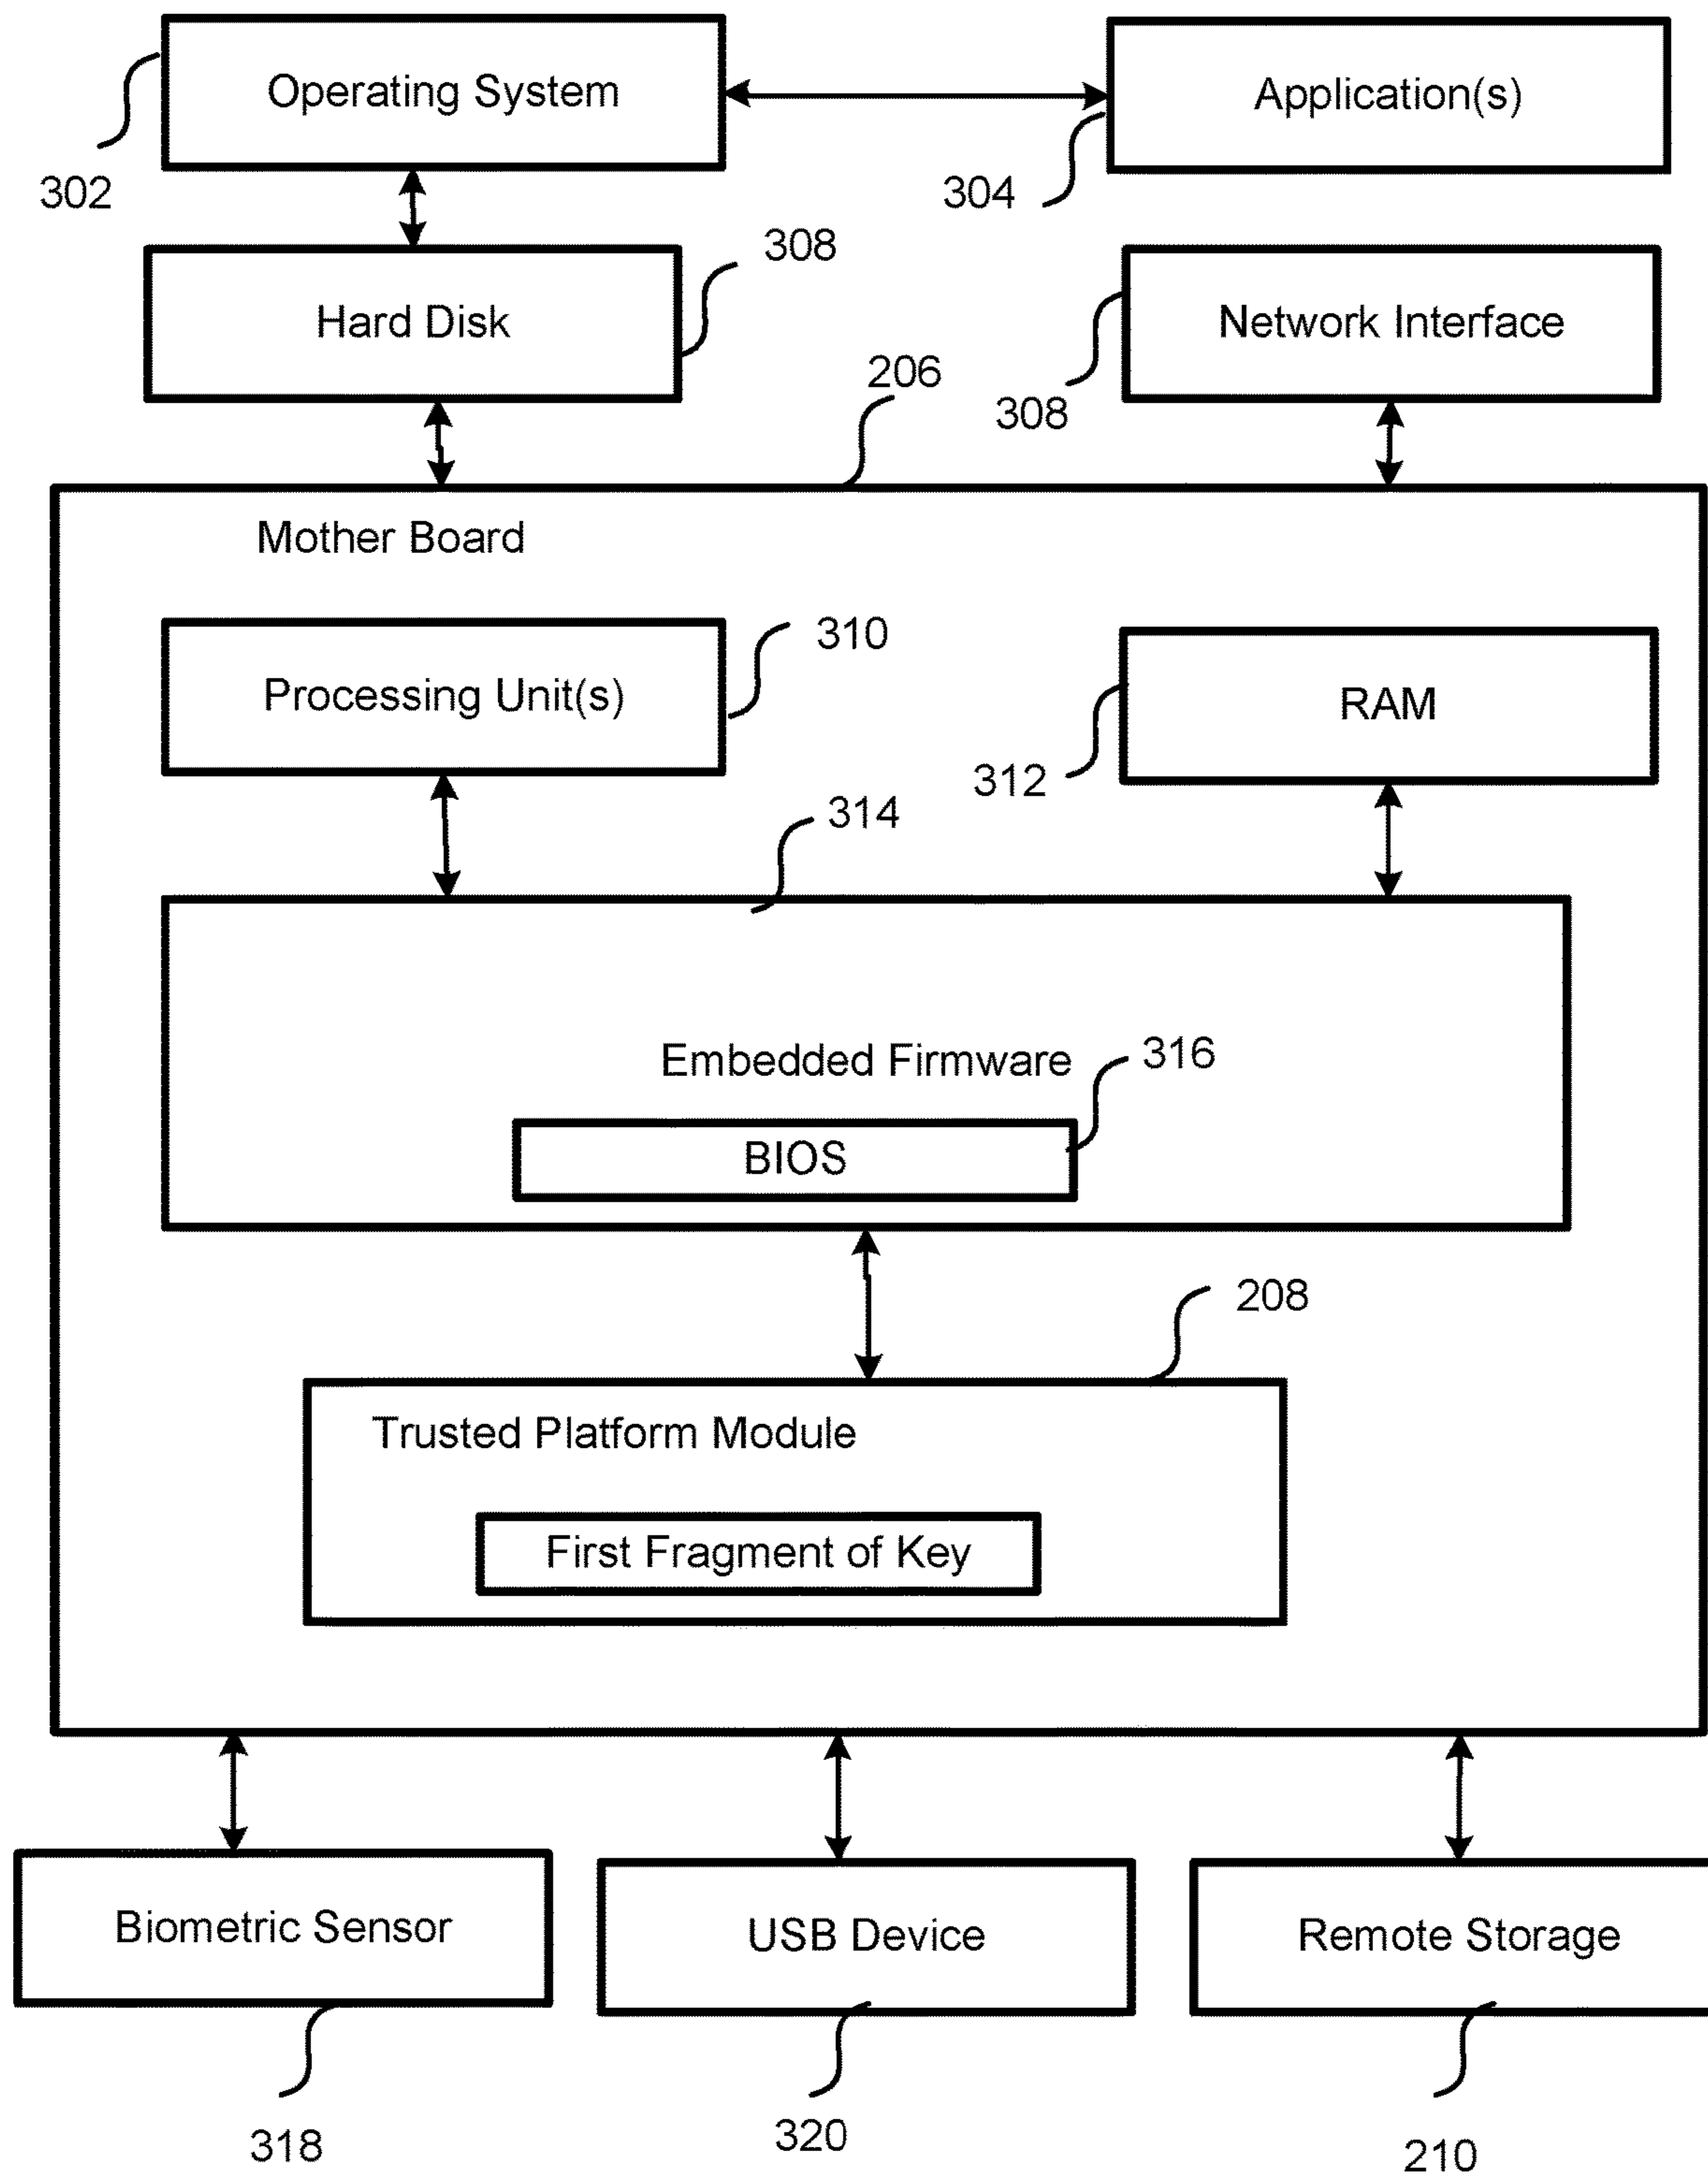 Operating System
Application(s)
302
304
308
Hard Disk
Network Interface
206
308
Mother Board
310
Processing Unit(s)
RAM
312
314
Embedded Firmware
316
BIOS
208
Trusted Platform Module
First Fragment of Key
Biometric Sensor
USB Device
Remote Storage
318
320
210